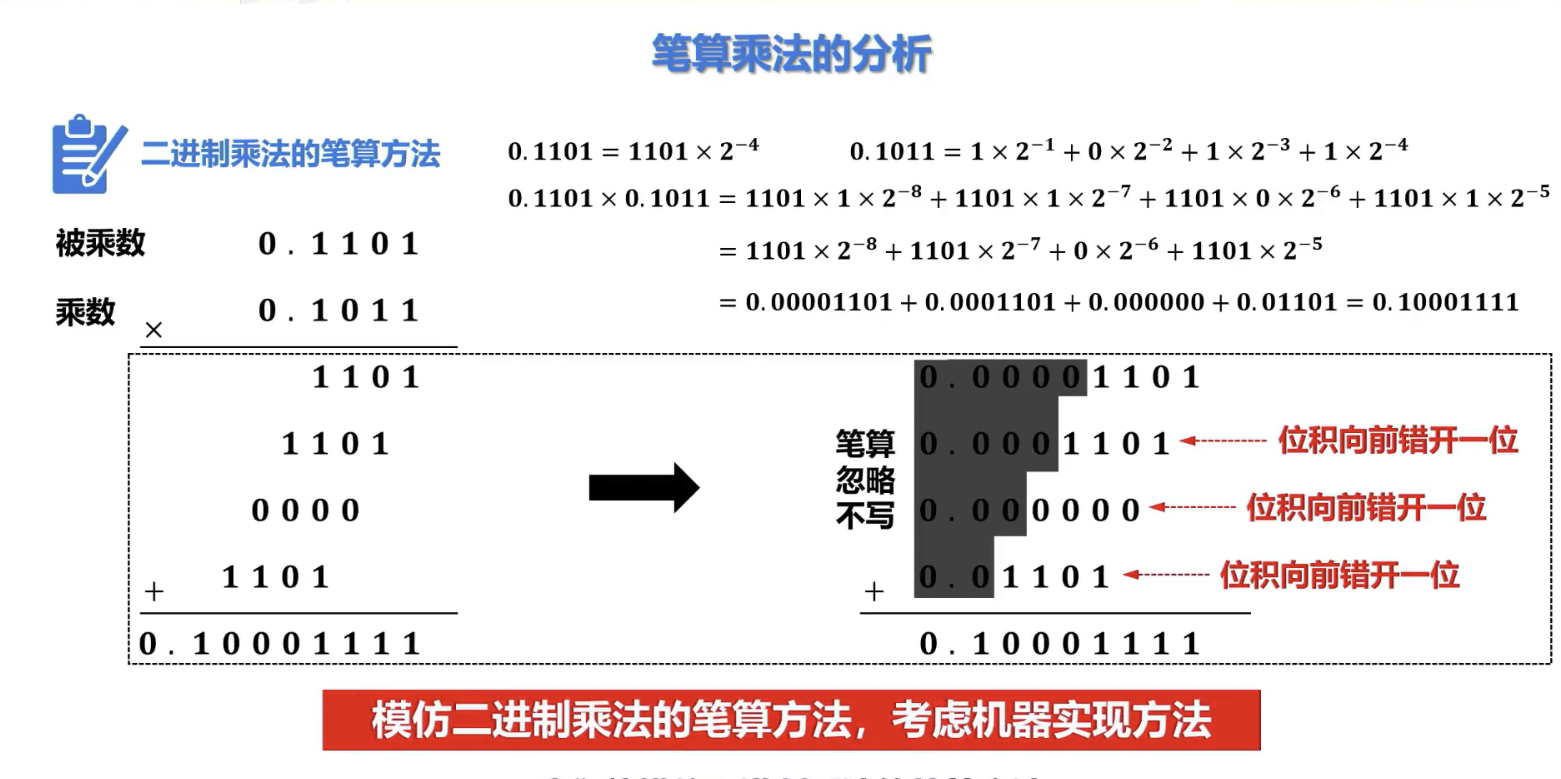 笔算乘法的分析
二进制乘法的笔算方法
0.1101 = 1101 × 2⁻⁴ 0.1011 = 1 × 2⁻¹ + 0 × 2⁻² + 1 × 2⁻³ + 1 × 2⁻⁴
0.1101 × 0.1011 = 1101 × 1 × 2⁻⁸ + 1101 × 1 × 2⁻⁷ + 1101 × 0 × 2⁻⁶ + 1101 × 1 × 2⁻⁵
= 1101 × 2⁻⁸ + 1101 × 2⁻⁷ + 0 × 2⁻⁶ + 1101 × 2⁻⁵
= 0.00001101 + 0.0001101 + 0.000000 + 0.01101 = 0.10001111
被乘数 0.1101
乘数 × 0.1011
1101
1101
0000
+ 1101
0.10001111
笔算
忽略
不写
0.00001101
0.0001101 位积向前错开一位
0.000000 位积向前错开一位
+ 0.01101 位积向前错开一位
0.10001111
模仿二进制乘法的笔算方法，考虑机器实现方法